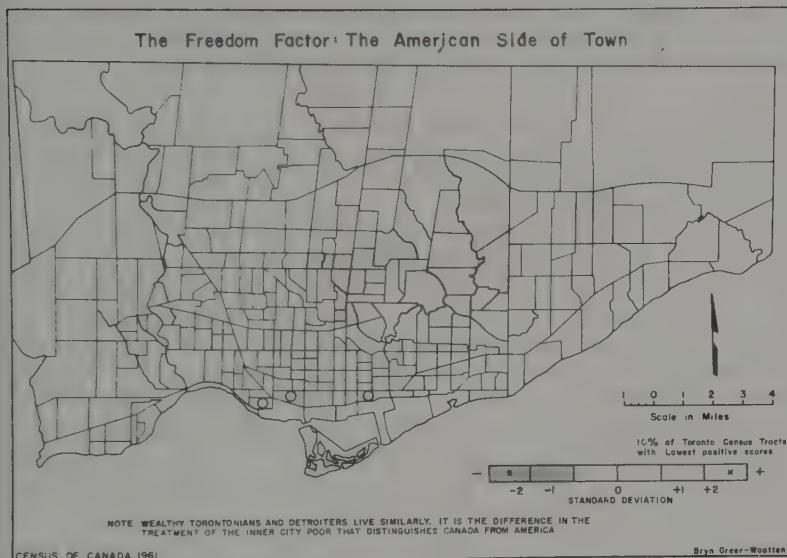 The Freedom Factor: The American Side of Town
1 0 1 2 3 4
Scale in Miles
10% of Toronto Census Tracts
with Lowest positive scores
- +
-2 -1 0 +1 +2
STANDARD DEVIATION
NOTE WEALTHY TORONTONIANS AND DETROITERS LIVE SIMILARLY. IT IS THE DIFFERENCE IN THE
TREATMENT OF THE INNER CITY POOR THAT DISTINGUISHES CANADA FROM AMERICA
CENSUS OF CANADA 1961
Bryn Greer-Wootten